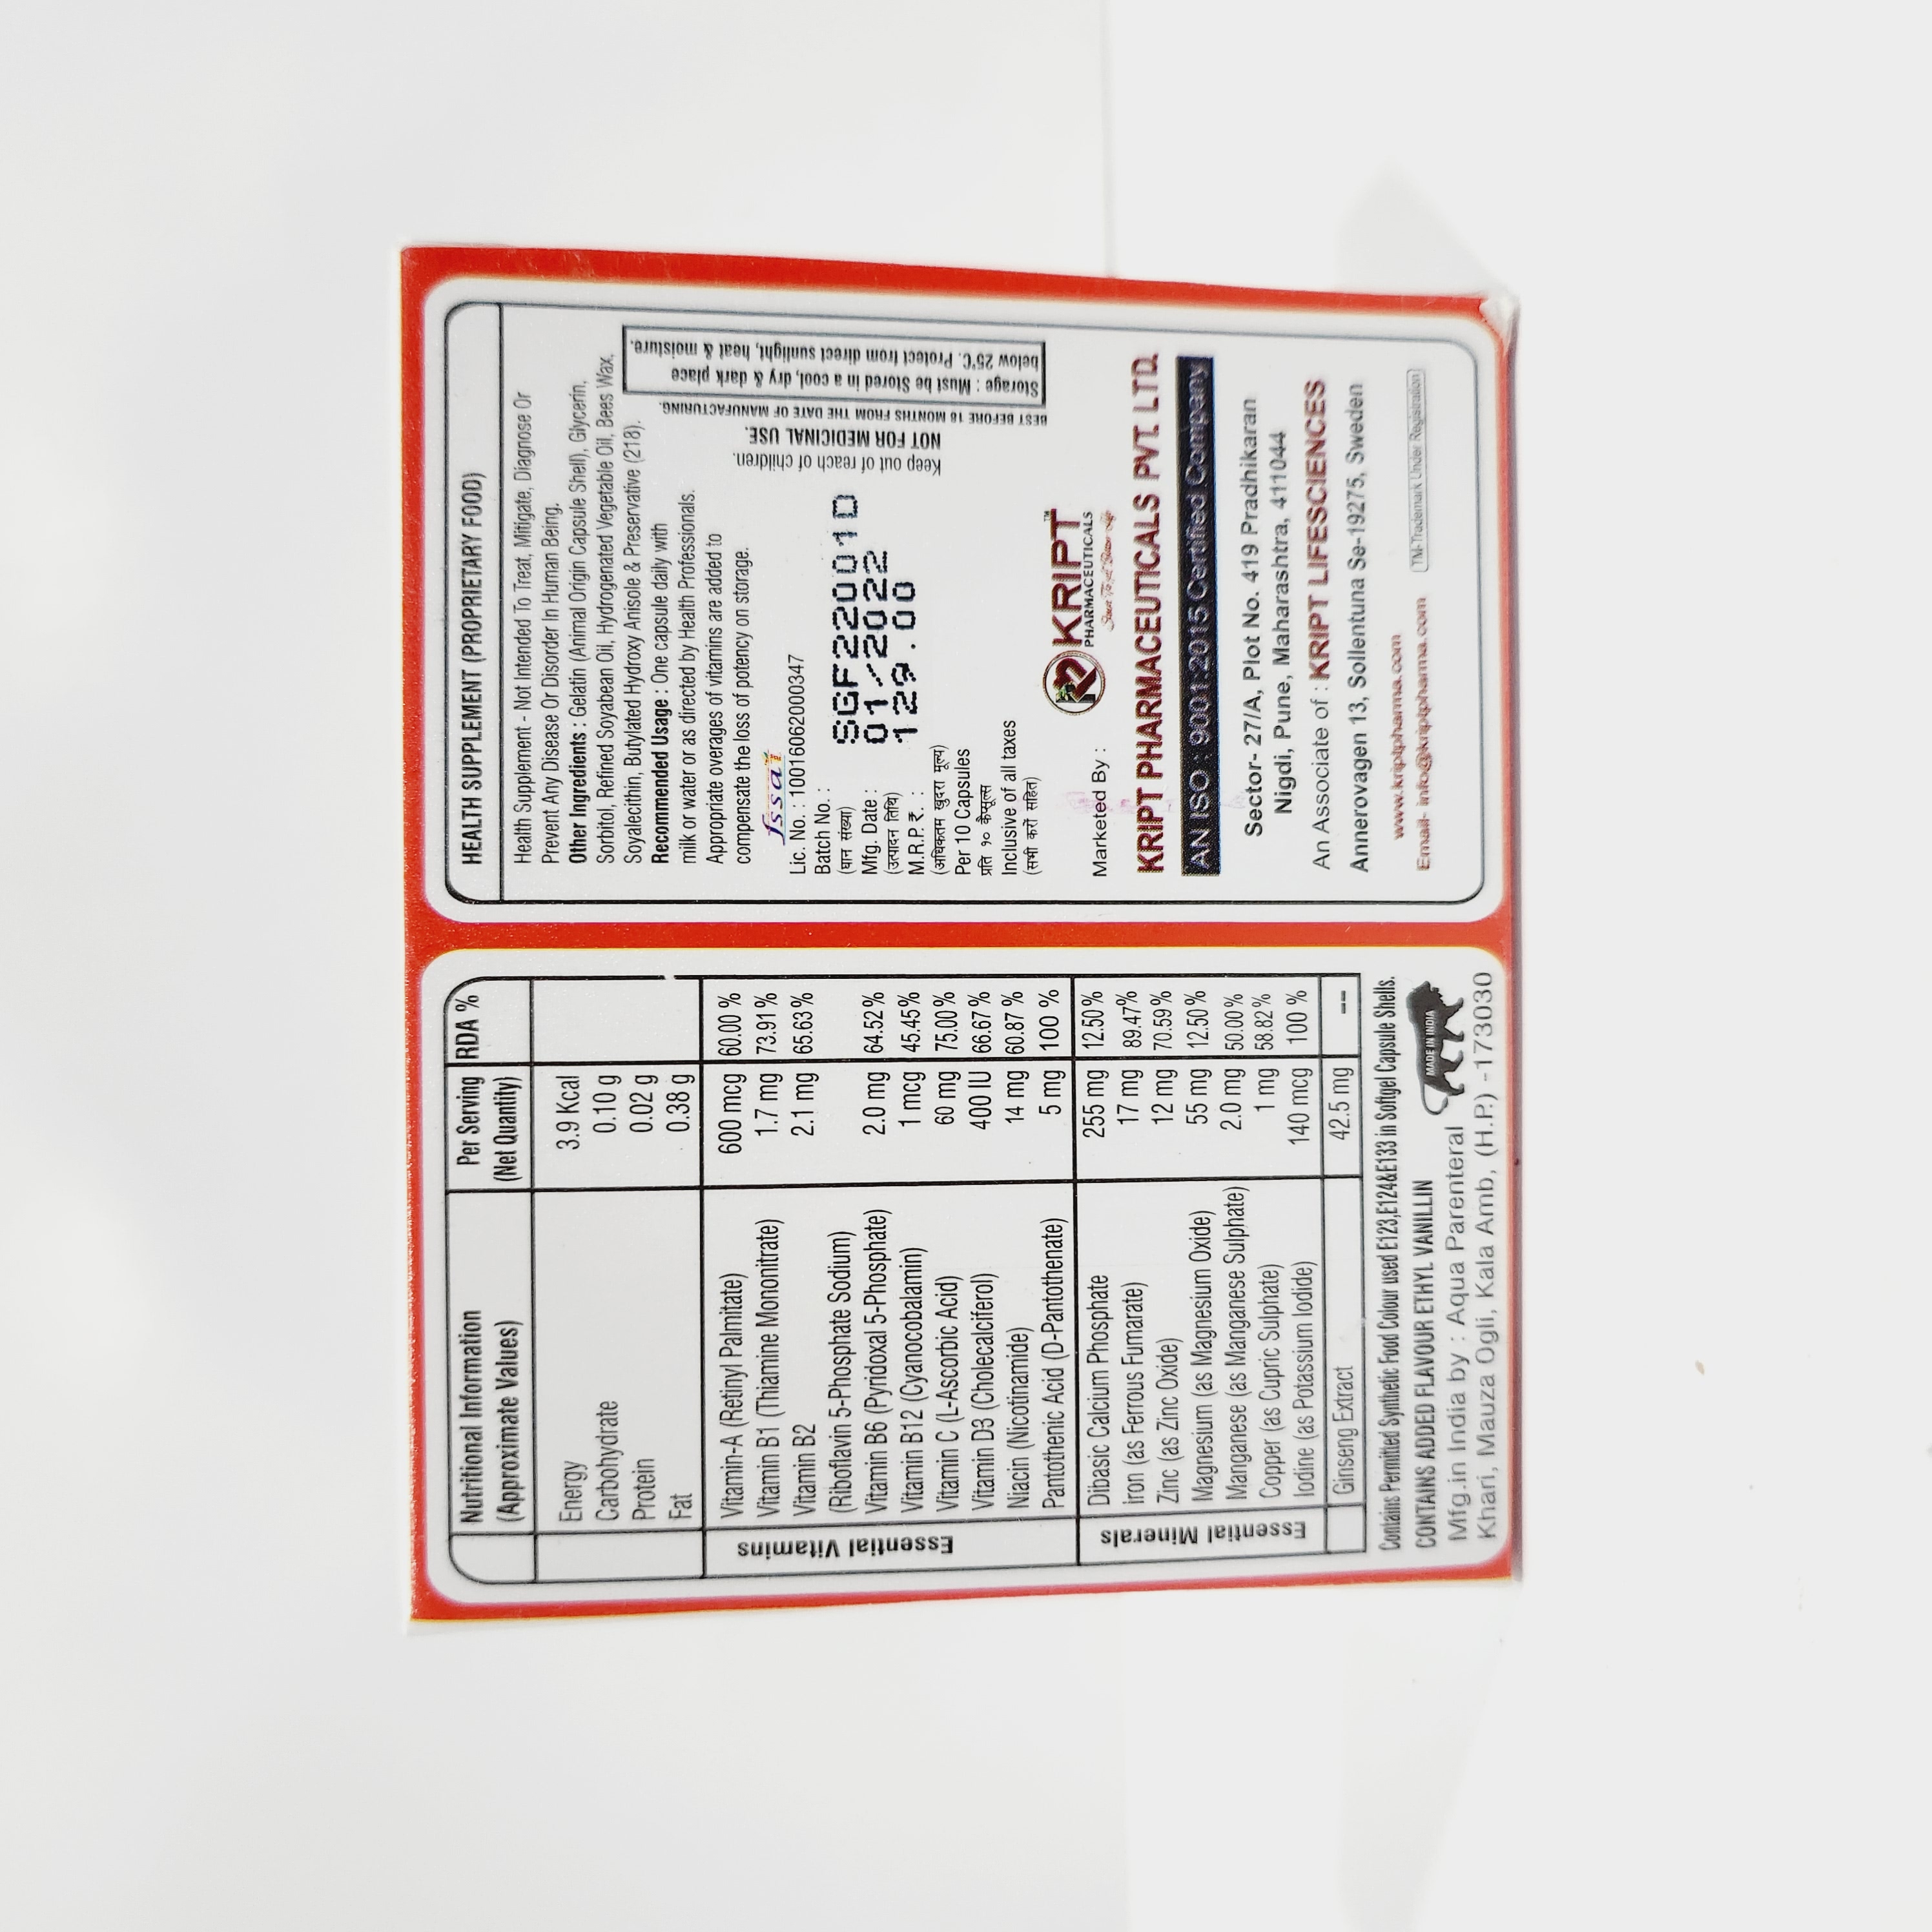 Nutritional Information Per Serving RDA %
(Approximate Values) (Net Quantity)
Energy 3.9 Kcal
Carbohydrate 0.10 g
Protein 0.02 g
Fat 0.38 g
Essential Vitamins
Vitamin-A (Retinyl Palmitate) 600 mcg 60.00 %
Vitamin B1 (Thiamine Mononitrate) 1.7 mg 73.91%
Vitamin B2 2.1 mg 65.63%
(Riboflavin 5-Phosphate Sodium)
Vitamin B6 (Pyridoxal 5-Phosphate) 2.0 mg 64.52%
Vitamin B12 (Cyanocobalamin) 1 mcg 45.45%
Vitamin C (L-Ascorbic Acid) 60 mg 75.00%
Vitamin D3 (Cholecalciferol) 400 IU 66.67%
Niacin (Nicotinamide) 14 mg 60.87 %
Pantothenic Acid (D-Pantothenate) 5 mg 100 %
Essential Minerals
Dibasic Calcium Phosphate 255 mg 12.50%
Iron (as Ferrous Fumarate) 17 mg 89.47%
Zinc (as Zinc Oxide) 12 mg 70.59%
Magnesium (as Magnesium Oxide) 55 mg 12.50%
Manganese (as Manganese Sulphate) 2.0 mg 50.00%
Copper (as Cupric Sulphate) 1 mg 58.82%
Iodine (as Potassium Iodide) 140 mcg 100 %
Ginseng Extract 42.5 mg --
Contains Permitted Synthetic Food Colour used E123,E124&E133 in Softgel Capsule Shells.
CONTAINS ADDED FLAVOUR ETHYL VANILLIN
MADE IN INDIA
Mfg.in India by : Aqua Parenteral
Khari, Mauza Ogli, Kala Amb, (H.P.) -173030
HEALTH SUPPLEMENT (PROPRIETARY FOOD)
Health Supplement - Not Intended To Treat, Mitigate, Diagnose Or
Prevent Any Disease Or Disorder In Human Being.
Other Ingredients : Gelatin (Animal Origin Capsule Shell), Glycerin,
Sorbitol, Refined Soyabean Oil, Hydrogenated Vegetable Oil, Bees Wax,
Soyalecithin, Butylated Hydroxy Anisole & Preservative (218).
Recommended Usage : One capsule daily with
milk or water or as directed by Health Professionals.
Appropriate overages of vitamins are added to
compensate the loss of potency on storage.
fssai
Lic. No. : 10016062000347
Batch No. :
(घान संख्या) SGF22001D
Mfg. Date : 01/2022
(उत्पादन तिथि)
M.R.P. ₹. : 129.00
(अधिकतम खुदरा मूल्य)
Per 10 Capsules
प्रति १० कैप्सूल्स
Inclusive of all taxes
(सभी करों सहित)
Keep out of reach of children.
NOT FOR MEDICINAL USE.
BEST BEFORE 18 MONTHS FROM THE DATE OF MANUFACTURING.
Storage : Must be Stored in a cool, dry & dark place
below 25°C. Protect from direct sunlight, heat & moisture.
Marketed By :
KRIPT™
PHARMACEUTICALS
KRIPT PHARMACEUTICALS PVT. LTD.
AN ISO : 9001:2015 Certified Company
Sector- 27/A, Plot No. 419 Pradhikaran
Nigdi, Pune, Maharashtra, 411044
An Associate of : KRIPT LIFESCIENCES
Annerovagen 13, Sollentuna Se-19275, Sweden
www.kriptpharma.com
Email- info@kriptpharma.com
TM-Trademark Under Registration